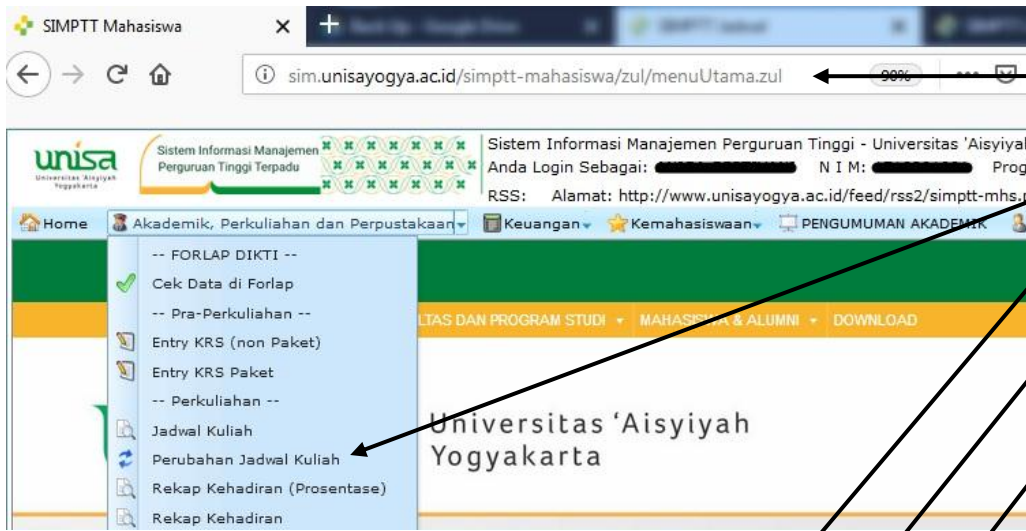 SIMPTT Mahasiswa
sim.unisayogya.ac.id/simptt-mahasiswa/zul/menuUtama.zul
90%
unisa
Universitas 'Aisyiyah
Yogyakarta
Sistem Informasi Manajemen
Perguruan Tinggi Terpadu
Sistem Informasi Manajemen Perguruan Tinggi - Universitas 'Aisyiyah
Anda Login Sebagai: N I M: Prog
RSS: Alamat: http://www.unisayogya.ac.id/feed/rss2/simptt-mhs.
Home Akademik, Perkuliahan dan Perpustakaan Keuangan Kemahasiswaan PENGUMUMAN AKADEMIK
-- FORLAP DIKTI --
Cek Data di Forlap
-- Pra-Perkuliahan --
LTAS DAN PROGRAM STUDI MAHASISWA & ALUMNI DOWNLOAD
Entry KRS (non Paket)
Entry KRS Paket
-- Perkuliahan --
Jadwal Kuliah
Perubahan Jadwal Kuliah
Rekap Kehadiran (Prosentase)
Rekap Kehadiran
Universitas 'Aisyiyah
Yogyakarta